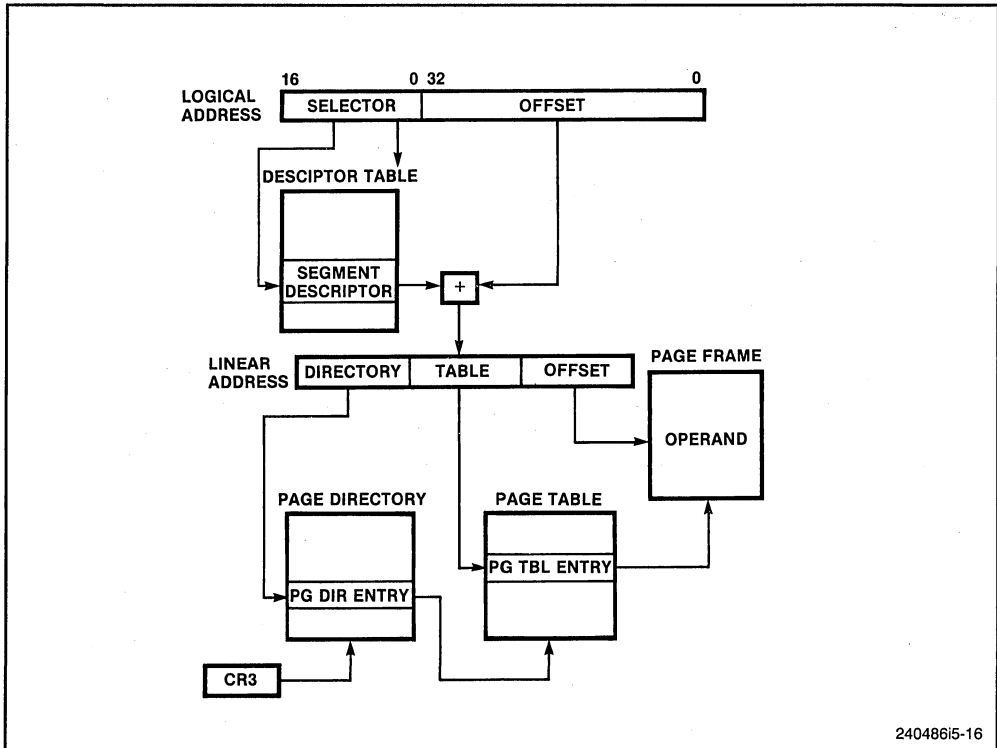 16 0 32 0
LOGICAL ADDRESS
SELECTOR OFFSET
DESCIPTOR TABLE
SEGMENT
DESCRIPTOR
+
LINEAR ADDRESS
DIRECTORY TABLE OFFSET
PAGE FRAME
OPERAND
PAGE DIRECTORY PAGE TABLE
PG TBL ENTRY
PG DIR ENTRY
CR3
240486i5-16